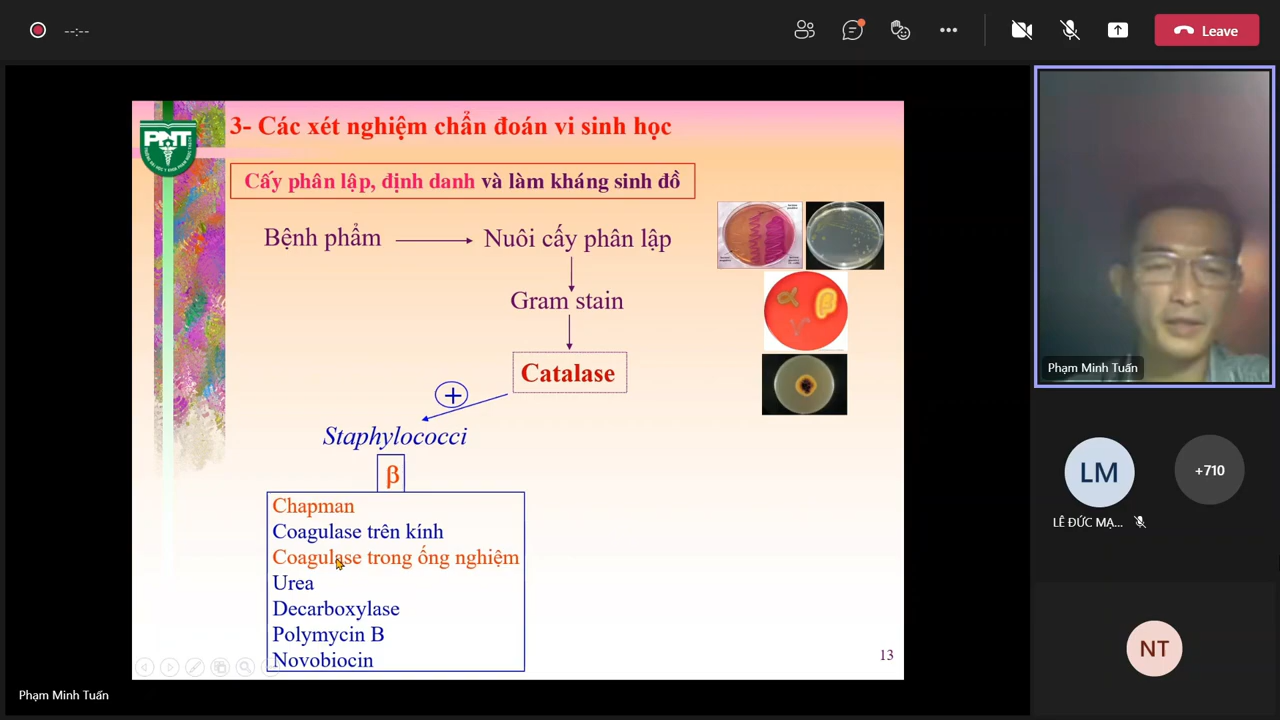 --:--
Leave
PNT
3- Các xét nghiệm chẩn đoán vi sinh học
Cấy phân lập, định danh và làm kháng sinh đồ
Bệnh phẩm
Nuôi cấy phân lập
Gram stain
Catalase
+
Staphylococci
β
Chapman
Coagulase trên kính
Coagulase trong ống nghiệm
Urea
Decarboxylase
Polymycin B
Novobiocin
13
Phạm Minh Tuấn
Phạm Minh Tuấn
LM
LÊ ĐỨC MẠ...
+710
NT